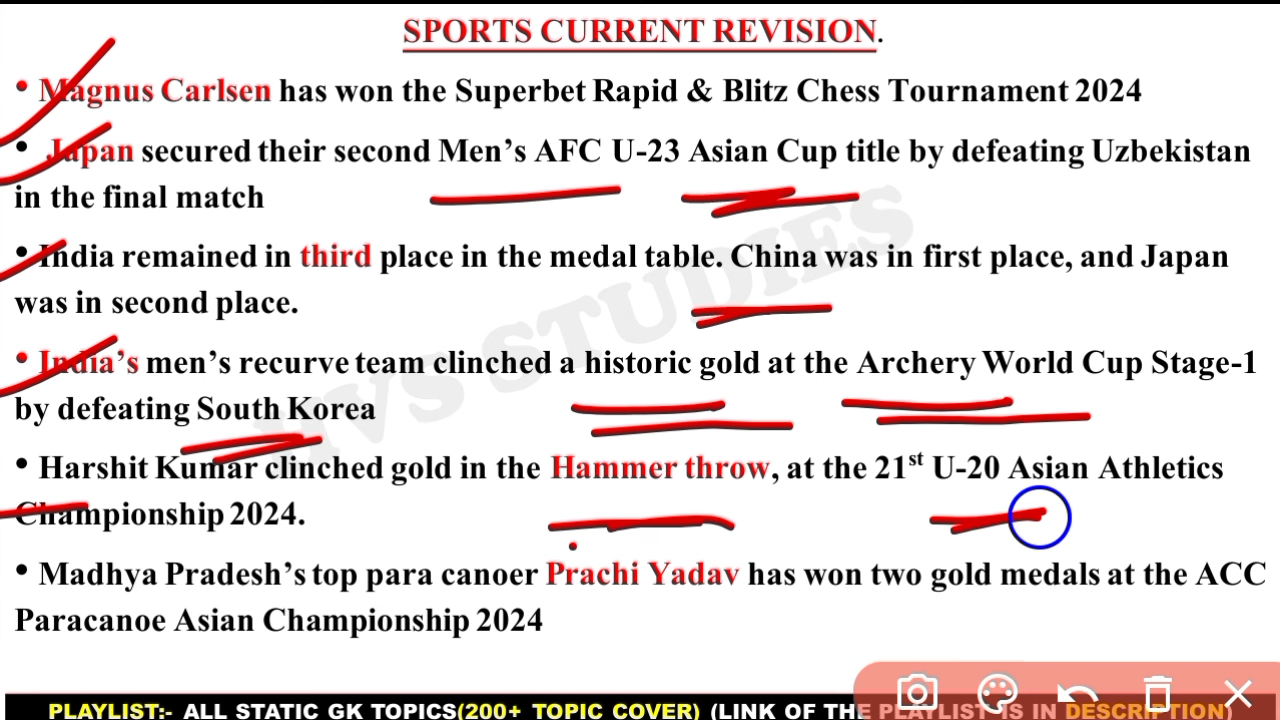 SPORTS CURRENT REVISION.
• Magnus Carlsen has won the Superbet Rapid & Blitz Chess Tournament 2024
• Japan secured their second Men's AFC U-23 Asian Cup title by defeating Uzbekistan
in the final match
• India remained in third place in the medal table. China was in first place, and Japan
was in second place.
• India's men's recurve team clinched a historic gold at the Archery World Cup Stage-1
by defeating South Korea
• Harshit Kumar clinched gold in the Hammer throw, at the 21st U-20 Asian Athletics
Championship 2024.
• Madhya Pradesh's top para canoer Prachi Yadav has won two gold medals at the ACC
Paracanoe Asian Championship 2024
HVS STUDIES
PLAYLIST:- ALL STATIC GK TOPICS(200+ TOPIC COVER) (LINK OF THE PLAYLIST IS IN DESCRIPTION)